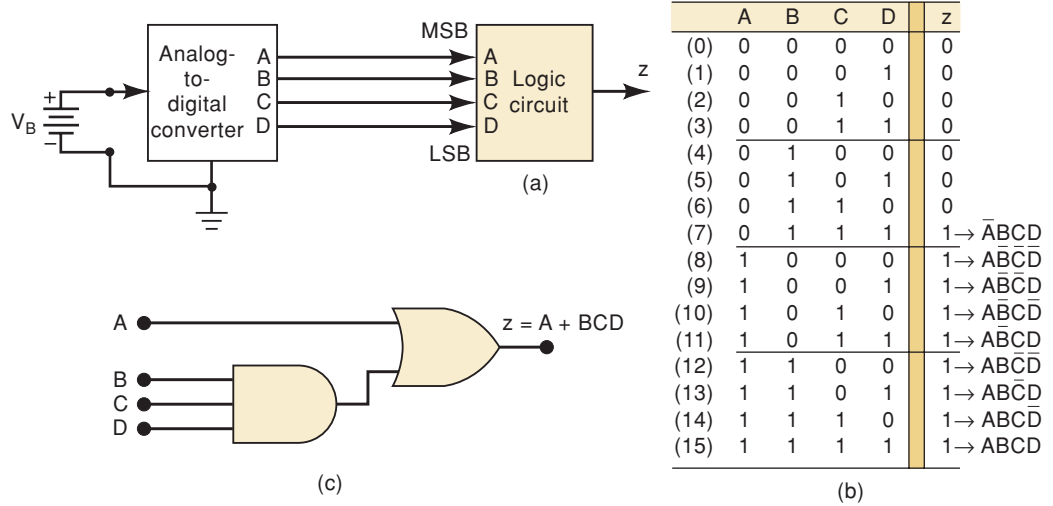 MSB
Analog-
to-
digital
converter
A
B
C
D
A
B
C
D
Logic
circuit
z
+
V_B
−
LSB
(a)
A B C D z
(0) 0 0 0 0 0
(1) 0 0 0 1 0
(2) 0 0 1 0 0
(3) 0 0 1 1 0
(4) 0 1 0 0 0
(5) 0 1 0 1 0
(6) 0 1 1 0 0
(7) 0 1 1 1 1→ A̅BCD
(8) 1 0 0 0 1→ AB̅C̅D̅
(9) 1 0 0 1 1→ AB̅C̅D
(10) 1 0 1 0 1→ AB̅CD̅
(11) 1 0 1 1 1→ AB̅CD
(12) 1 1 0 0 1→ ABC̅D̅
(13) 1 1 0 1 1→ ABC̅D
(14) 1 1 1 0 1→ ABCD̅
(15) 1 1 1 1 1→ ABCD
(b)
A
z = A + BCD
B
C
D
(c)